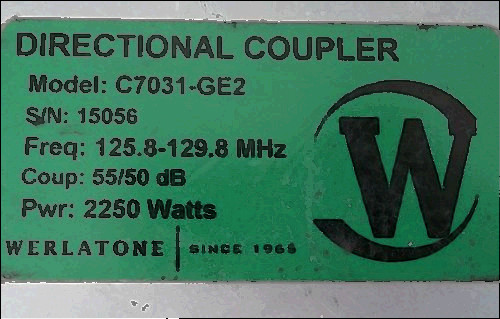 DIRECTIONAL COUPLER
Model: C7031-GE2
S/N: 15056
Freq: 125.8-129.8 MHz
Coup: 55/50 dB
Pwr: 2250 Watts
WERLATONE | SINCE 1965
W